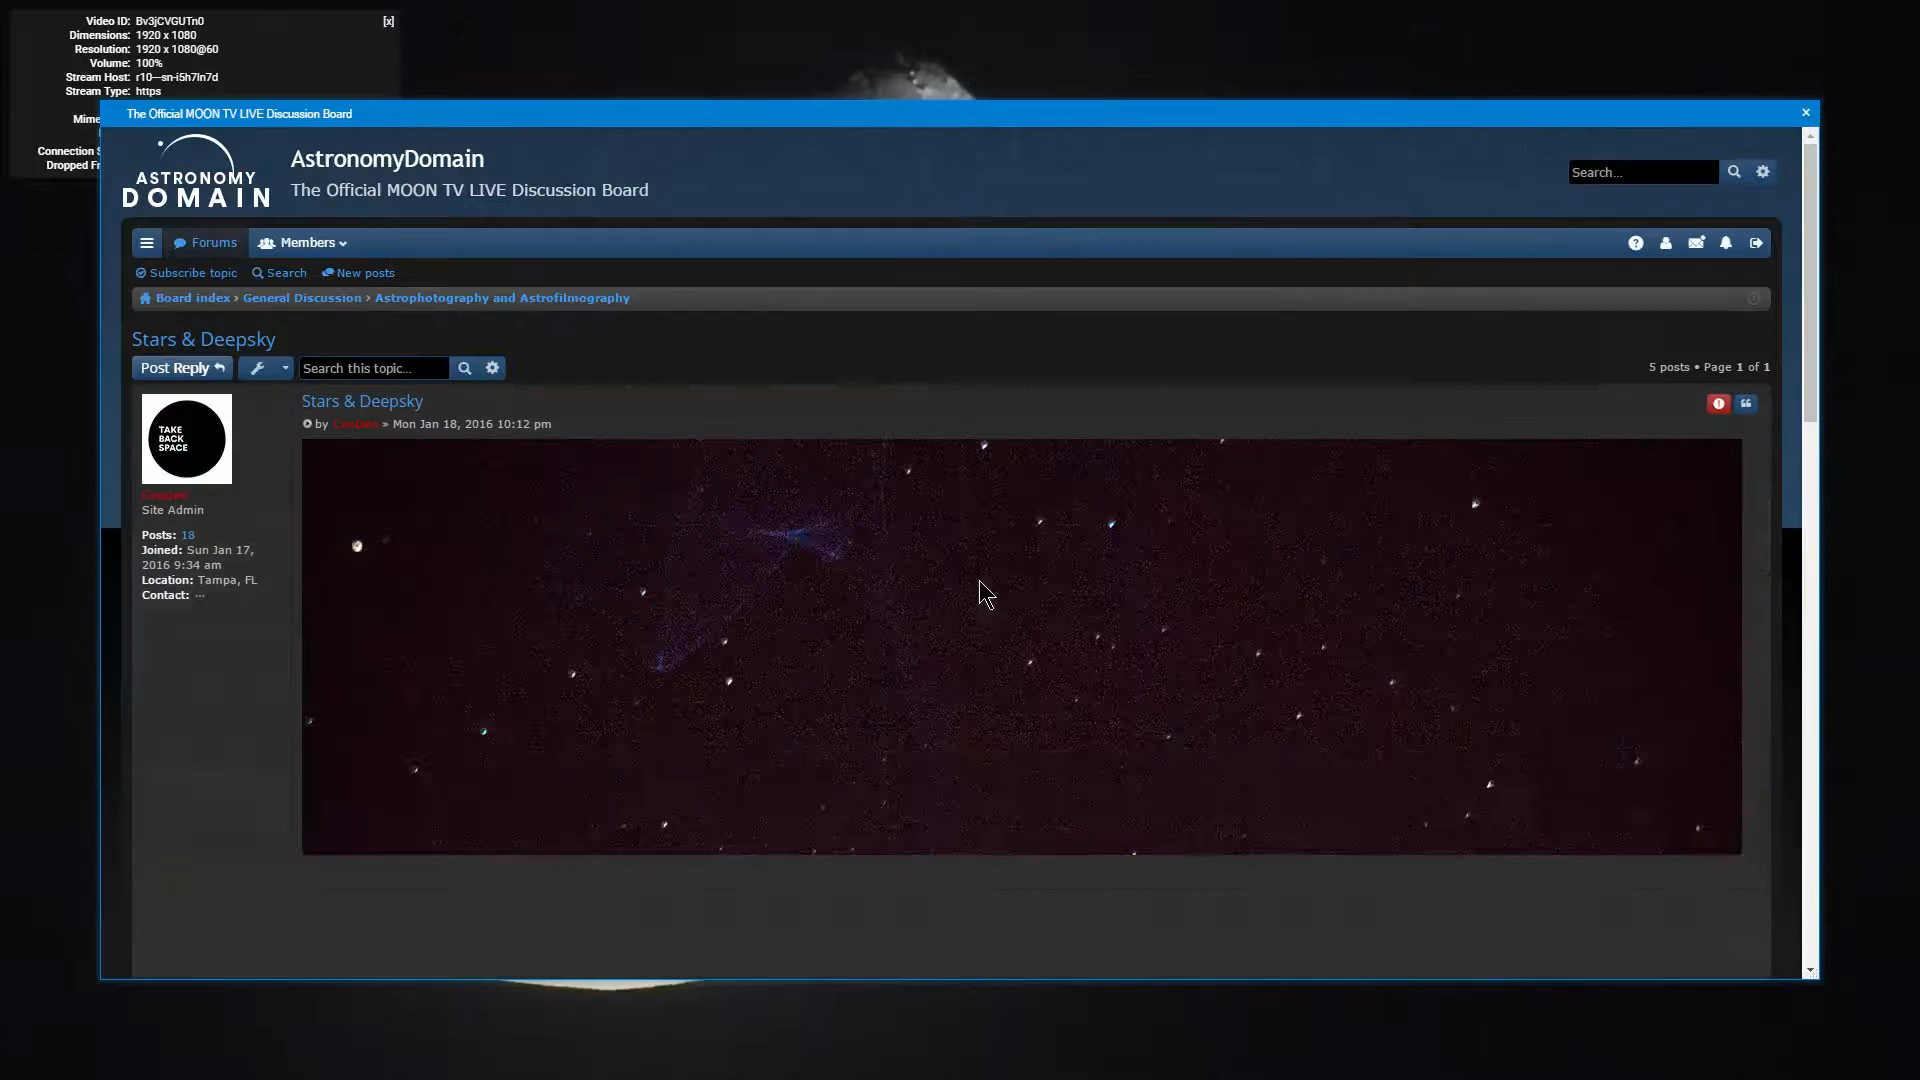 Video ID: Bv3jCVGUTn0
[x]
Dimensions: 1920 x 1080
Resolution: 1920 x 1080@60
Volume: 100%
Stream Host: r10---sn-i5h7ln7d
Stream Type: https
Mime
Connection S
Dropped Fr
The Official MOON TV LIVE Discussion Board
ASTRONOMY
DOMAIN
AstronomyDomain
The Official MOON TV LIVE Discussion Board
Search…
Forums
Members
Subscribe topic
Search
New posts
Board index › General Discussion › Astrophotography and Astrofilmography
Stars & Deepsky
Post Reply
Search this topic…
5 posts • Page 1 of 1
TAKE
BACK
SPACE
Stars & Deepsky
by » Mon Jan 18, 2016 10:12 pm
Site Admin
Posts: 18
Joined: Sun Jan 17,
2016 9:34 am
Location: Tampa, FL
Contact: